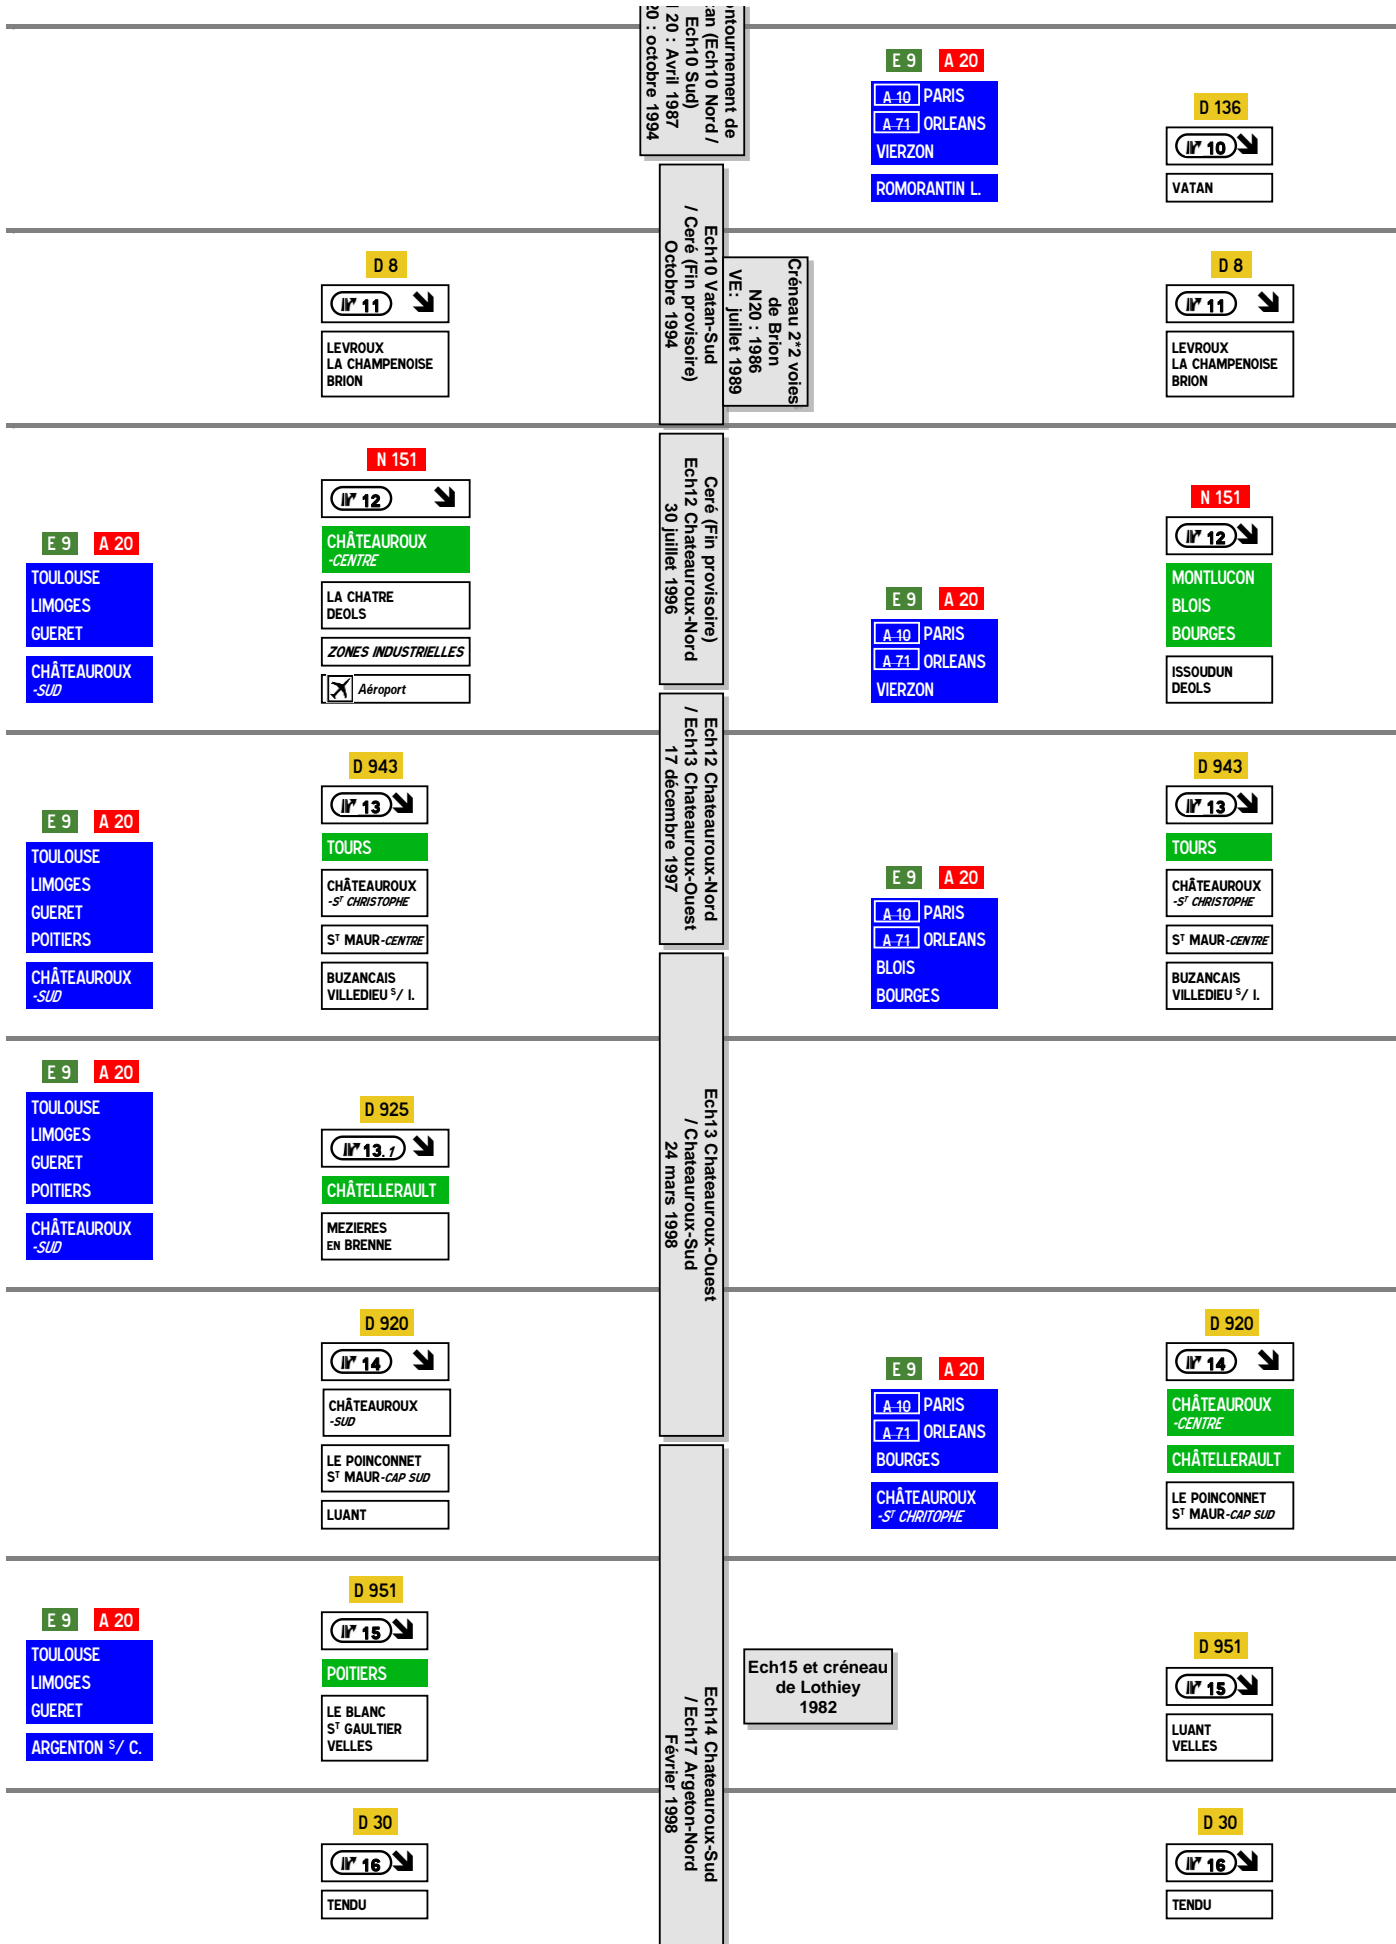 ontournement de
an (Ech10 Nord /
Ech10 Sud)
20 : Avril 1987
20 : octobre 1994
E 9 A 20
A 10 PARIS
A 71 ORLEANS
VIERZON
ROMORANTIN L.
D 136
10
VATAN
Ech10 Vatan-Sud
/ Ceré (Fin provisoire)
Octobre 1994
Créneau 2*2 voies
de Brion
N20 : 1986
VE: juillet 1989
D 8
11
LEVROUX
LA CHAMPENOISE
BRION
D 8
11
LEVROUX
LA CHAMPENOISE
BRION
E 9 A 20
TOULOUSE
LIMOGES
GUERET
CHÂTEAUROUX
-SUD
N 151
12
CHÂTEAUROUX
-CENTRE
LA CHATRE
DEOLS
ZONES INDUSTRIELLES
Aéroport
Ceré (Fin provisoire)
Ech12 Chateauroux-Nord
30 juillet 1996
E 9 A 20
A 10 PARIS
A 71 ORLEANS
VIERZON
N 151
12
MONTLUCON
BLOIS
BOURGES
ISSOUDUN
DEOLS
E 9 A 20
TOULOUSE
LIMOGES
GUERET
POITIERS
CHÂTEAUROUX
-SUD
D 943
13
TOURS
CHÂTEAUROUX
-ST CHRISTOPHE
ST MAUR-CENTRE
BUZANCAIS
VILLEDIEU S/ I.
Ech12 Chateauroux-Nord
/ Ech13 Chateauroux-Ouest
17 décembre 1997
E 9 A 20
A 10 PARIS
A 71 ORLEANS
BLOIS
BOURGES
D 943
13
TOURS
CHÂTEAUROUX
-ST CHRISTOPHE
ST MAUR-CENTRE
BUZANCAIS
VILLEDIEU S/ I.
E 9 A 20
TOULOUSE
LIMOGES
GUERET
POITIERS
CHÂTEAUROUX
-SUD
D 925
13.1
CHÂTELLERAULT
MEZIERES
EN BRENNE
Ech13 Chateauroux-Ouest
/ Chateauroux-Sud
24 mars 1998
D 920
14
CHÂTEAUROUX
-SUD
LE POINCONNET
ST MAUR-CAP SUD
LUANT
E 9 A 20
A 10 PARIS
A 71 ORLEANS
BOURGES
CHÂTEAUROUX
-ST CHRITOPHE
D 920
14
CHÂTEAUROUX
-CENTRE
CHÂTELLERAULT
LE POINCONNET
ST MAUR-CAP SUD
E 9 A 20
TOULOUSE
LIMOGES
GUERET
ARGENTON S/ C.
D 951
15
POITIERS
LE BLANC
ST GAULTIER
VELLES
Ech14 Chateauroux-Sud
/ Ech17 Argeton-Nord
Février 1998
Ech15 et créneau
de Lothiey
1982
D 951
15
LUANT
VELLES
D 30
16
TENDU
D 30
16
TENDU